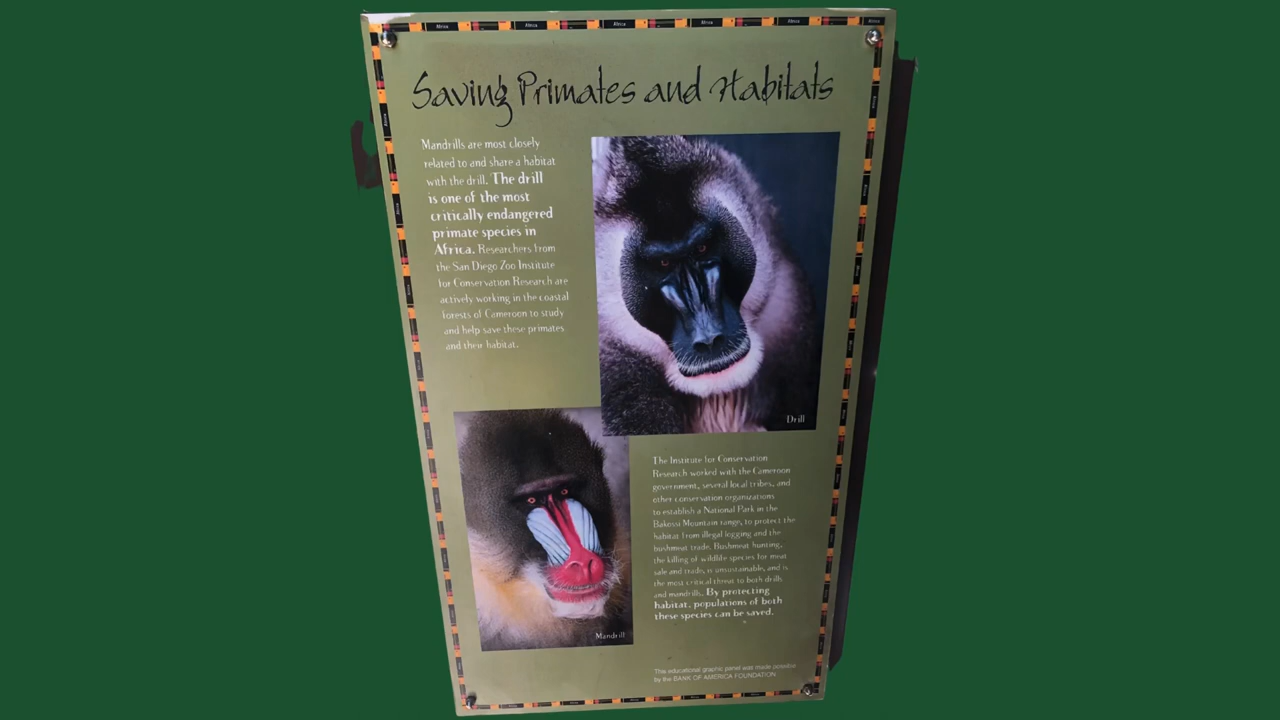 Saving Primates and Habitats
Mandrills are most closely
related to and share a habitat
with the drill. The drill
is one of the most
critically endangered
primate species in
Africa. Researchers from
the San Diego Zoo Institute
for Conservation Research are
actively working in the coastal
forests of Cameroon to study
and help save these primates
and their habitat.
Drill
Mandrill
The Institute for Conservation
Research worked with the Cameroon
government, several local tribes, and
other conservation organizations
to establish a National Park in the
Bakossi Mountain range, to protect the
habitat from illegal logging and the
bushmeat trade. Bushmeat hunting,
the killing of wildlife species for meat
sale and trade, is unsustainable, and is
the most critical threat to both drills
and mandrills. By protecting
habitat, populations of both
these species can be saved.
This educational graphic panel was made possible
by the BANK OF AMERICA FOUNDATION